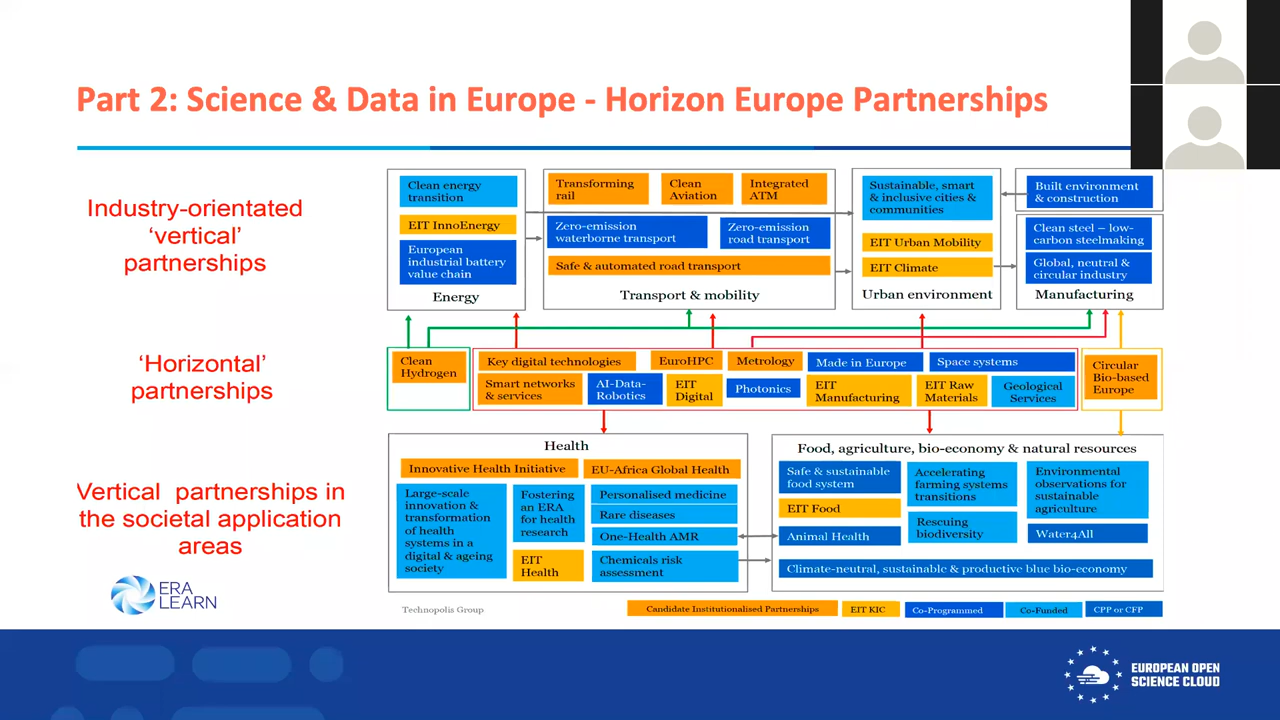 Part 2: Science & Data in Europe - Horizon Europe Partnerships
Industry-orientated
‘vertical’
partnerships
Clean energy
transition
EIT InnoEnergy
European
industrial battery
value chain
Energy
Transforming
rail
Clean
Aviation
Integrated
ATM
Zero-emission
waterborne transport
Zero-emission
road transport
Safe & automated road transport
Transport & mobility
Sustainable, smart
& inclusive cities &
communities
EIT Urban Mobility
EIT Climate
Urban environment
Built environment
& construction
Clean steel – low-
carbon steelmaking
Global, neutral &
circular industry
Manufacturing
‘Horizontal’
partnerships
Clean
Hydrogen
Key digital technologies
EuroHPC
Metrology
Made in Europe
Space systems
Smart networks
& services
AI-Data-
Robotics
EIT
Digital
Photonics
EIT
Manufacturing
EIT Raw
Materials
Geological
Services
Circular
Bio-based
Europe
Vertical partnerships in
the societal application
areas
Health
Innovative Health Initiative
EU-Africa Global Health
Large-scale
innovation &
transformation
of health
systems in a
digital & ageing
society
Fostering
an ERA
for health
research
EIT
Health
Personalised medicine
Rare diseases
One-Health AMR
Chemicals risk
assessment
Food, agriculture, bio-economy & natural resources
Safe & sustainable
food system
EIT Food
Animal Health
Accelerating
farming systems
transitions
Rescuing
biodiversity
Environmental
observations for
sustainable
agriculture
Water4All
Climate-neutral, sustainable & productive blue bio-economy
ERA
LEARN
Technopolis Group
Candidate Institutionalised Partnerships
EIT KIC
Co-Programmed
Co-Funded
CPP or CFP
EUROPEAN OPEN
SCIENCE CLOUD